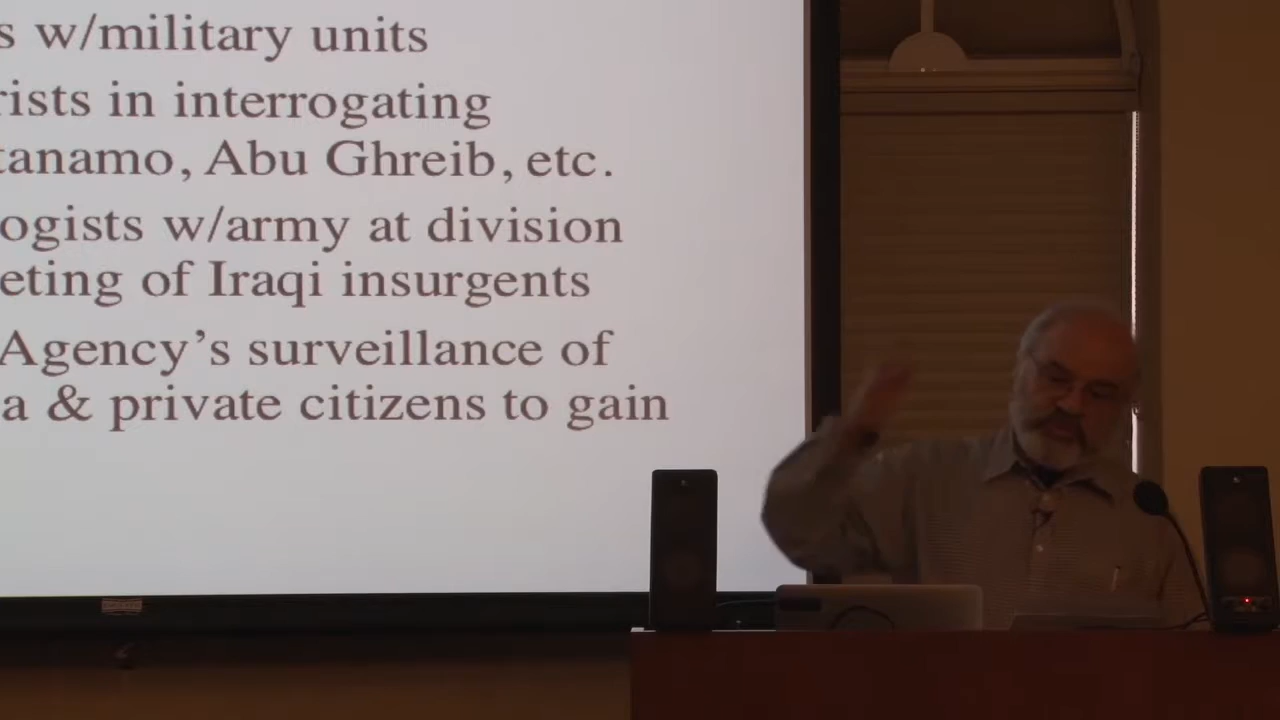 s w/military units
rists in interrogating
tanamo, Abu Ghreib, etc.
ogists w/army at division
eting of Iraqi insurgents
Agency's surveillance of
a & private citizens to gain